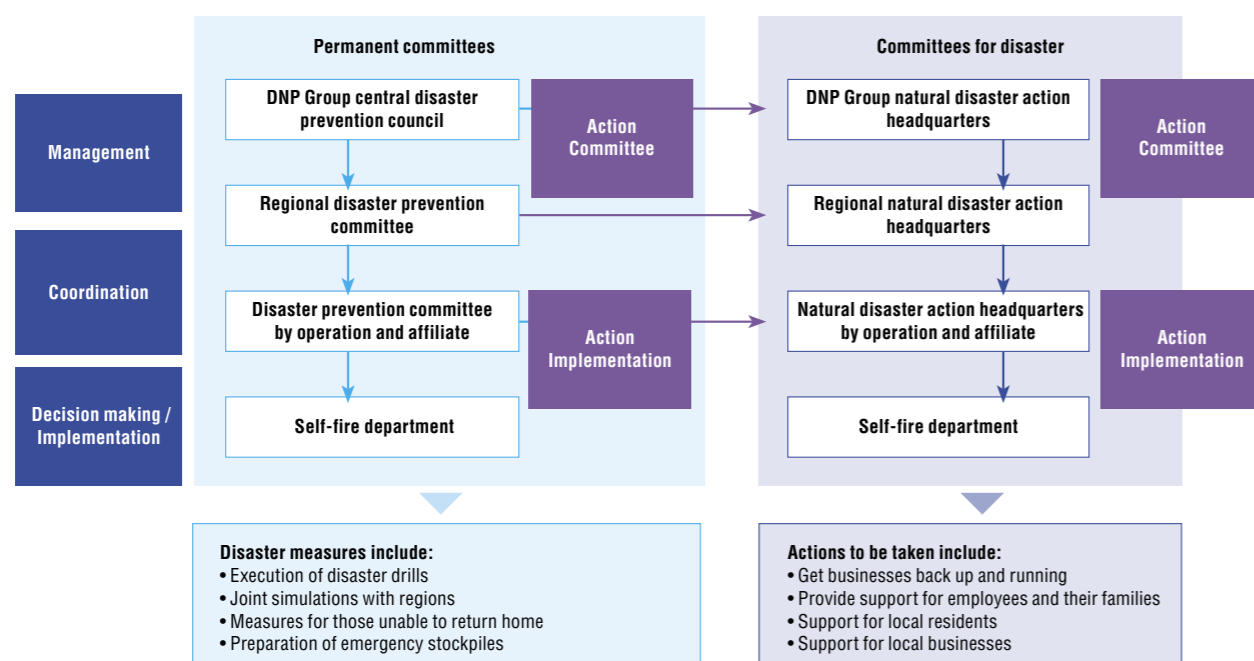 Permanent committees
Committees for disaster
Management
Coordination
Decision making /
Implementation
DNP Group central disaster
prevention council
Action
Committee
Regional disaster prevention
committee
Disaster prevention committee
by operation and affiliate
Action
Implementation
Self-fire department
DNP Group natural disaster action
headquarters
Action
Committee
Regional natural disaster action
headquarters
Natural disaster action headquarters
by operation and affiliate
Action
Implementation
Self-fire department
Disaster measures include:
• Execution of disaster drills
• Joint simulations with regions
• Measures for those unable to return home
• Preparation of emergency stockpiles
Actions to be taken include:
• Get businesses back up and running
• Provide support for employees and their families
• Support for local residents
• Support for local businesses